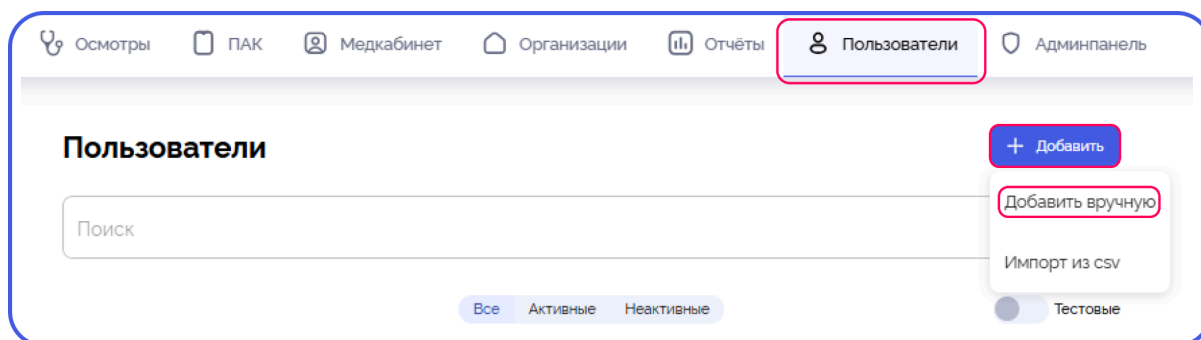 Осмотры ПАК Медкабинет Организации Отчёты Пользователи Админпанель
Пользователи
+ Добавить
Добавить вручную
Поиск
Импорт из csv
Все Активные Неактивные
Тестовые